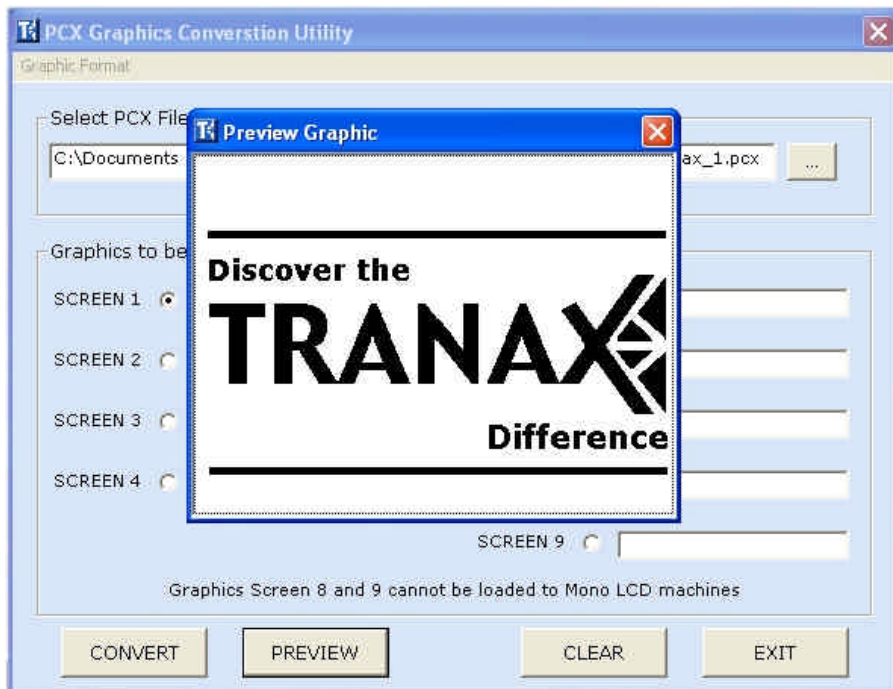 PCX Graphics Converstion Utility
Graphic Format
Select PCX File
C:\Documents ax_1.pcx ...
Preview Graphic
Discover the
TRANAX
Difference
Graphics to be
SCREEN 1
SCREEN 2
SCREEN 3
SCREEN 4
SCREEN 9
Graphics Screen 8 and 9 cannot be loaded to Mono LCD machines
CONVERT PREVIEW CLEAR EXIT